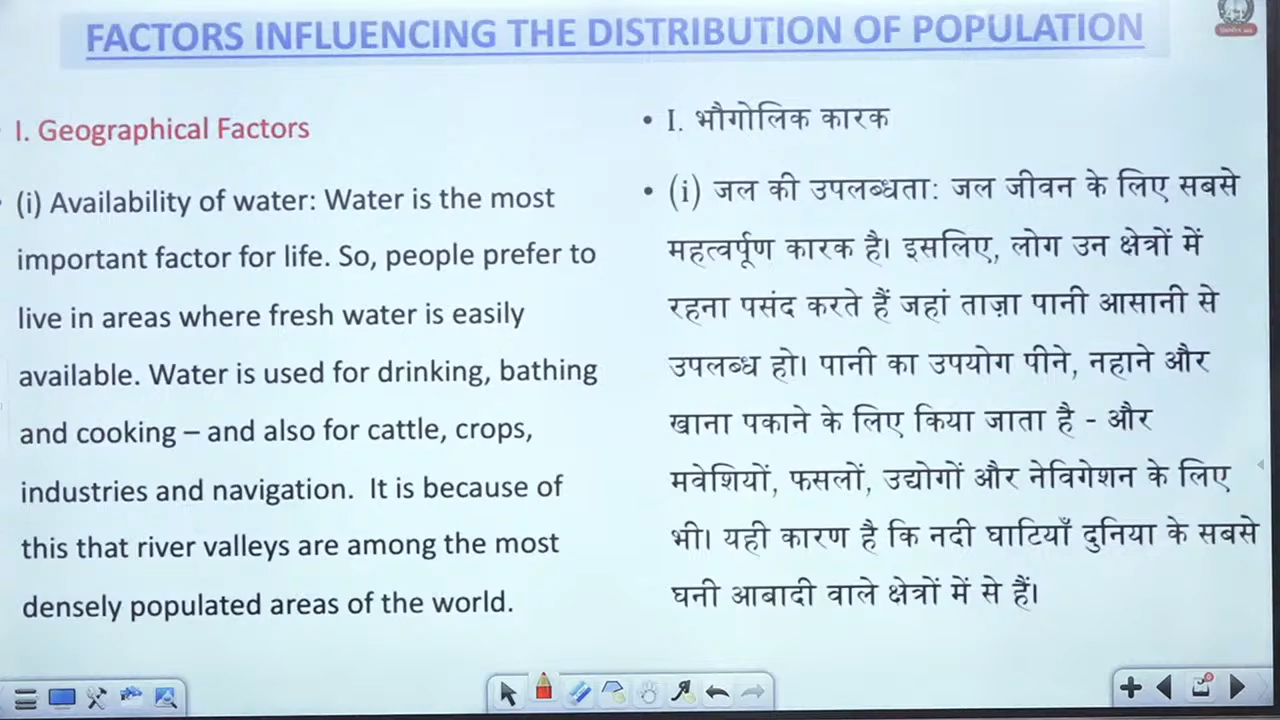 FACTORS INFLUENCING THE DISTRIBUTION OF POPULATION
I. Geographical Factors
(i) Availability of water: Water is the most
important factor for life. So, people prefer to
live in areas where fresh water is easily
available. Water is used for drinking, bathing
and cooking – and also for cattle, crops,
industries and navigation. It is because of
this that river valleys are among the most
densely populated areas of the world.
• I. भौगोलिक कारक
• (i) जल की उपलब्धता: जल जीवन के लिए सबसे
महत्वपूर्ण कारक है। इसलिए, लोग उन क्षेत्रों में
रहना पसंद करते हैं जहां ताज़ा पानी आसानी से
उपलब्ध हो। पानी का उपयोग पीने, नहाने और
खाना पकाने के लिए किया जाता है - और
मवेशियों, फसलों, उद्योगों और नेविगेशन के लिए
भी। यही कारण है कि नदी घाटियाँ दुनिया के सबसे
घनी आबादी वाले क्षेत्रों में से हैं।